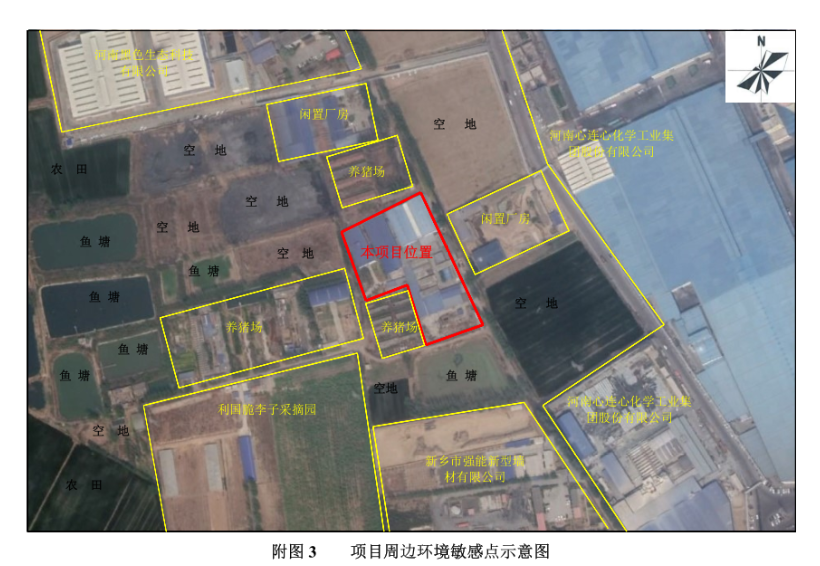 N
有限公司
闲置厂房
空 地
河南心连心化学工业集
团股份有限公司
空 地
农 田
养猪场
空 地
闲置厂房
空 地
鱼 塘
空 地
本项目位置
鱼 塘
鱼 塘
空 地
养猪场
养猪场
鱼 塘
鱼 塘
鱼 塘
空地
利国脆李子采摘园
河南心连心化学工业集
团股份有限公司
空 地
新乡市强能新型墙
材有限公司
农 田
附图 3 项目周边环境敏感点示意图